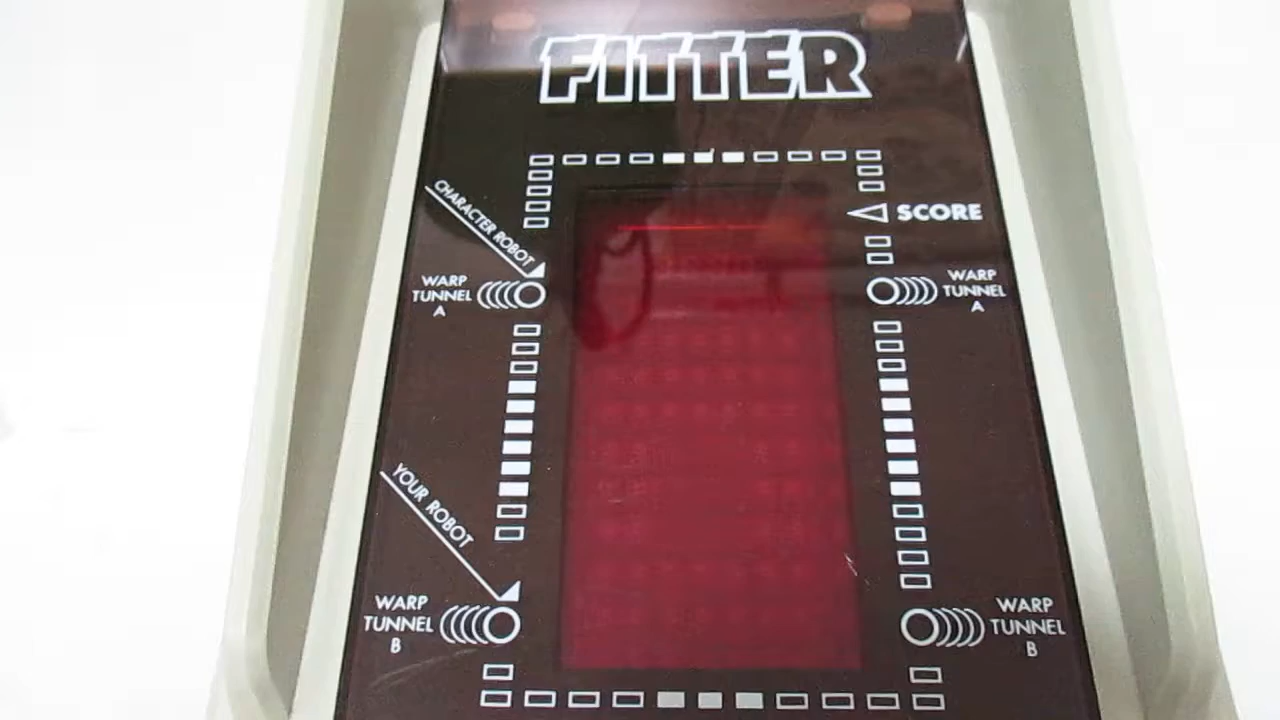 FITTER
CHARACTER ROBOT
SCORE
WARP
TUNNEL
A
WARP
TUNNEL
A
YOUR ROBOT
WARP
TUNNEL
B
WARP
TUNNEL
B